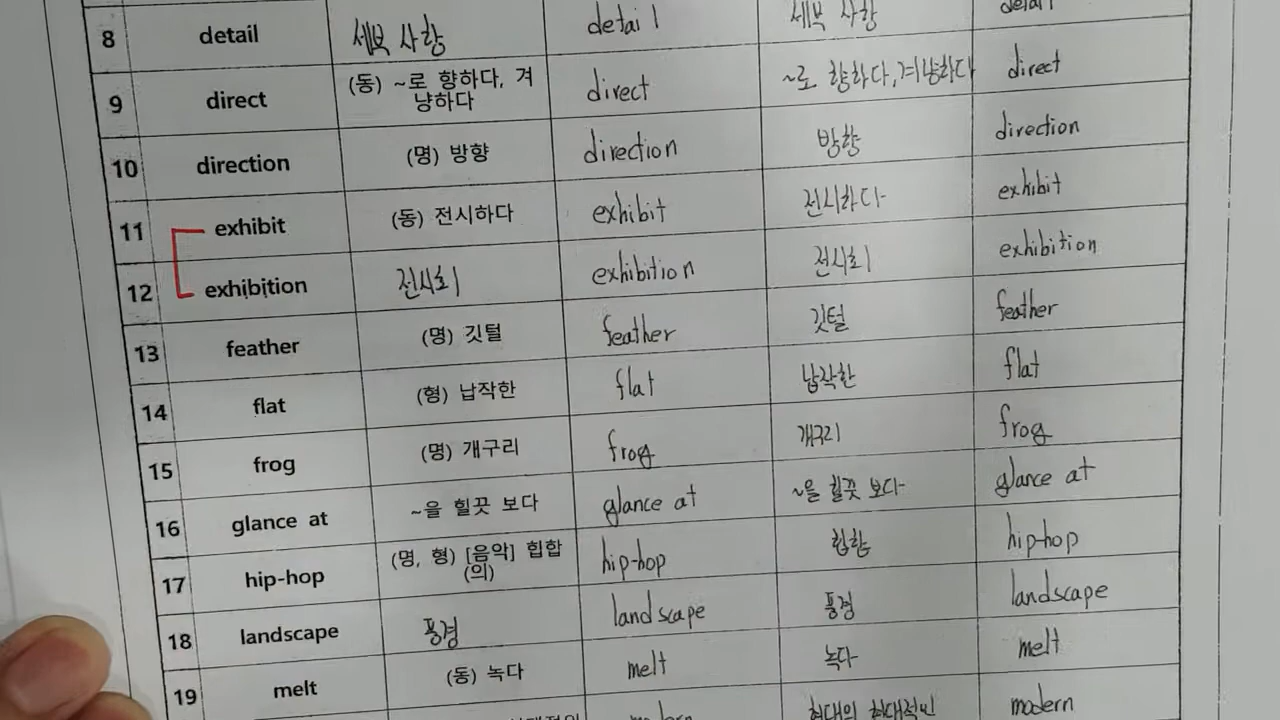 8 detail 세부 사항 detail 세부 사항 detail
9 direct (동) ~로 향하다, 겨냥하다 direct ~로 향하다,겨냥하다 direct
10 direction (명) 방향 direction 방향 direction
11 exhibit (동) 전시하다 exhibit 전시하다 exhibit
12 exhibition 전시회 exhibition 전시회 exhibition
13 feather (명) 깃털 feather 깃털 feather
14 flat (형) 납작한 flat 납작한 flat
15 frog (명) 개구리 frog 개구리 frog
16 glance at ~을 힐끗 보다 glance at ~을 힐끗 보다 glance at
17 hip-hop (명, 형) [음악] 힙합(의) hip-hop 힙합 hip-hop
18 landscape 풍경 landscape 풍경 landscape
19 melt (동) 녹다 melt 녹다 melt
modern 현대의 현대적인 modern